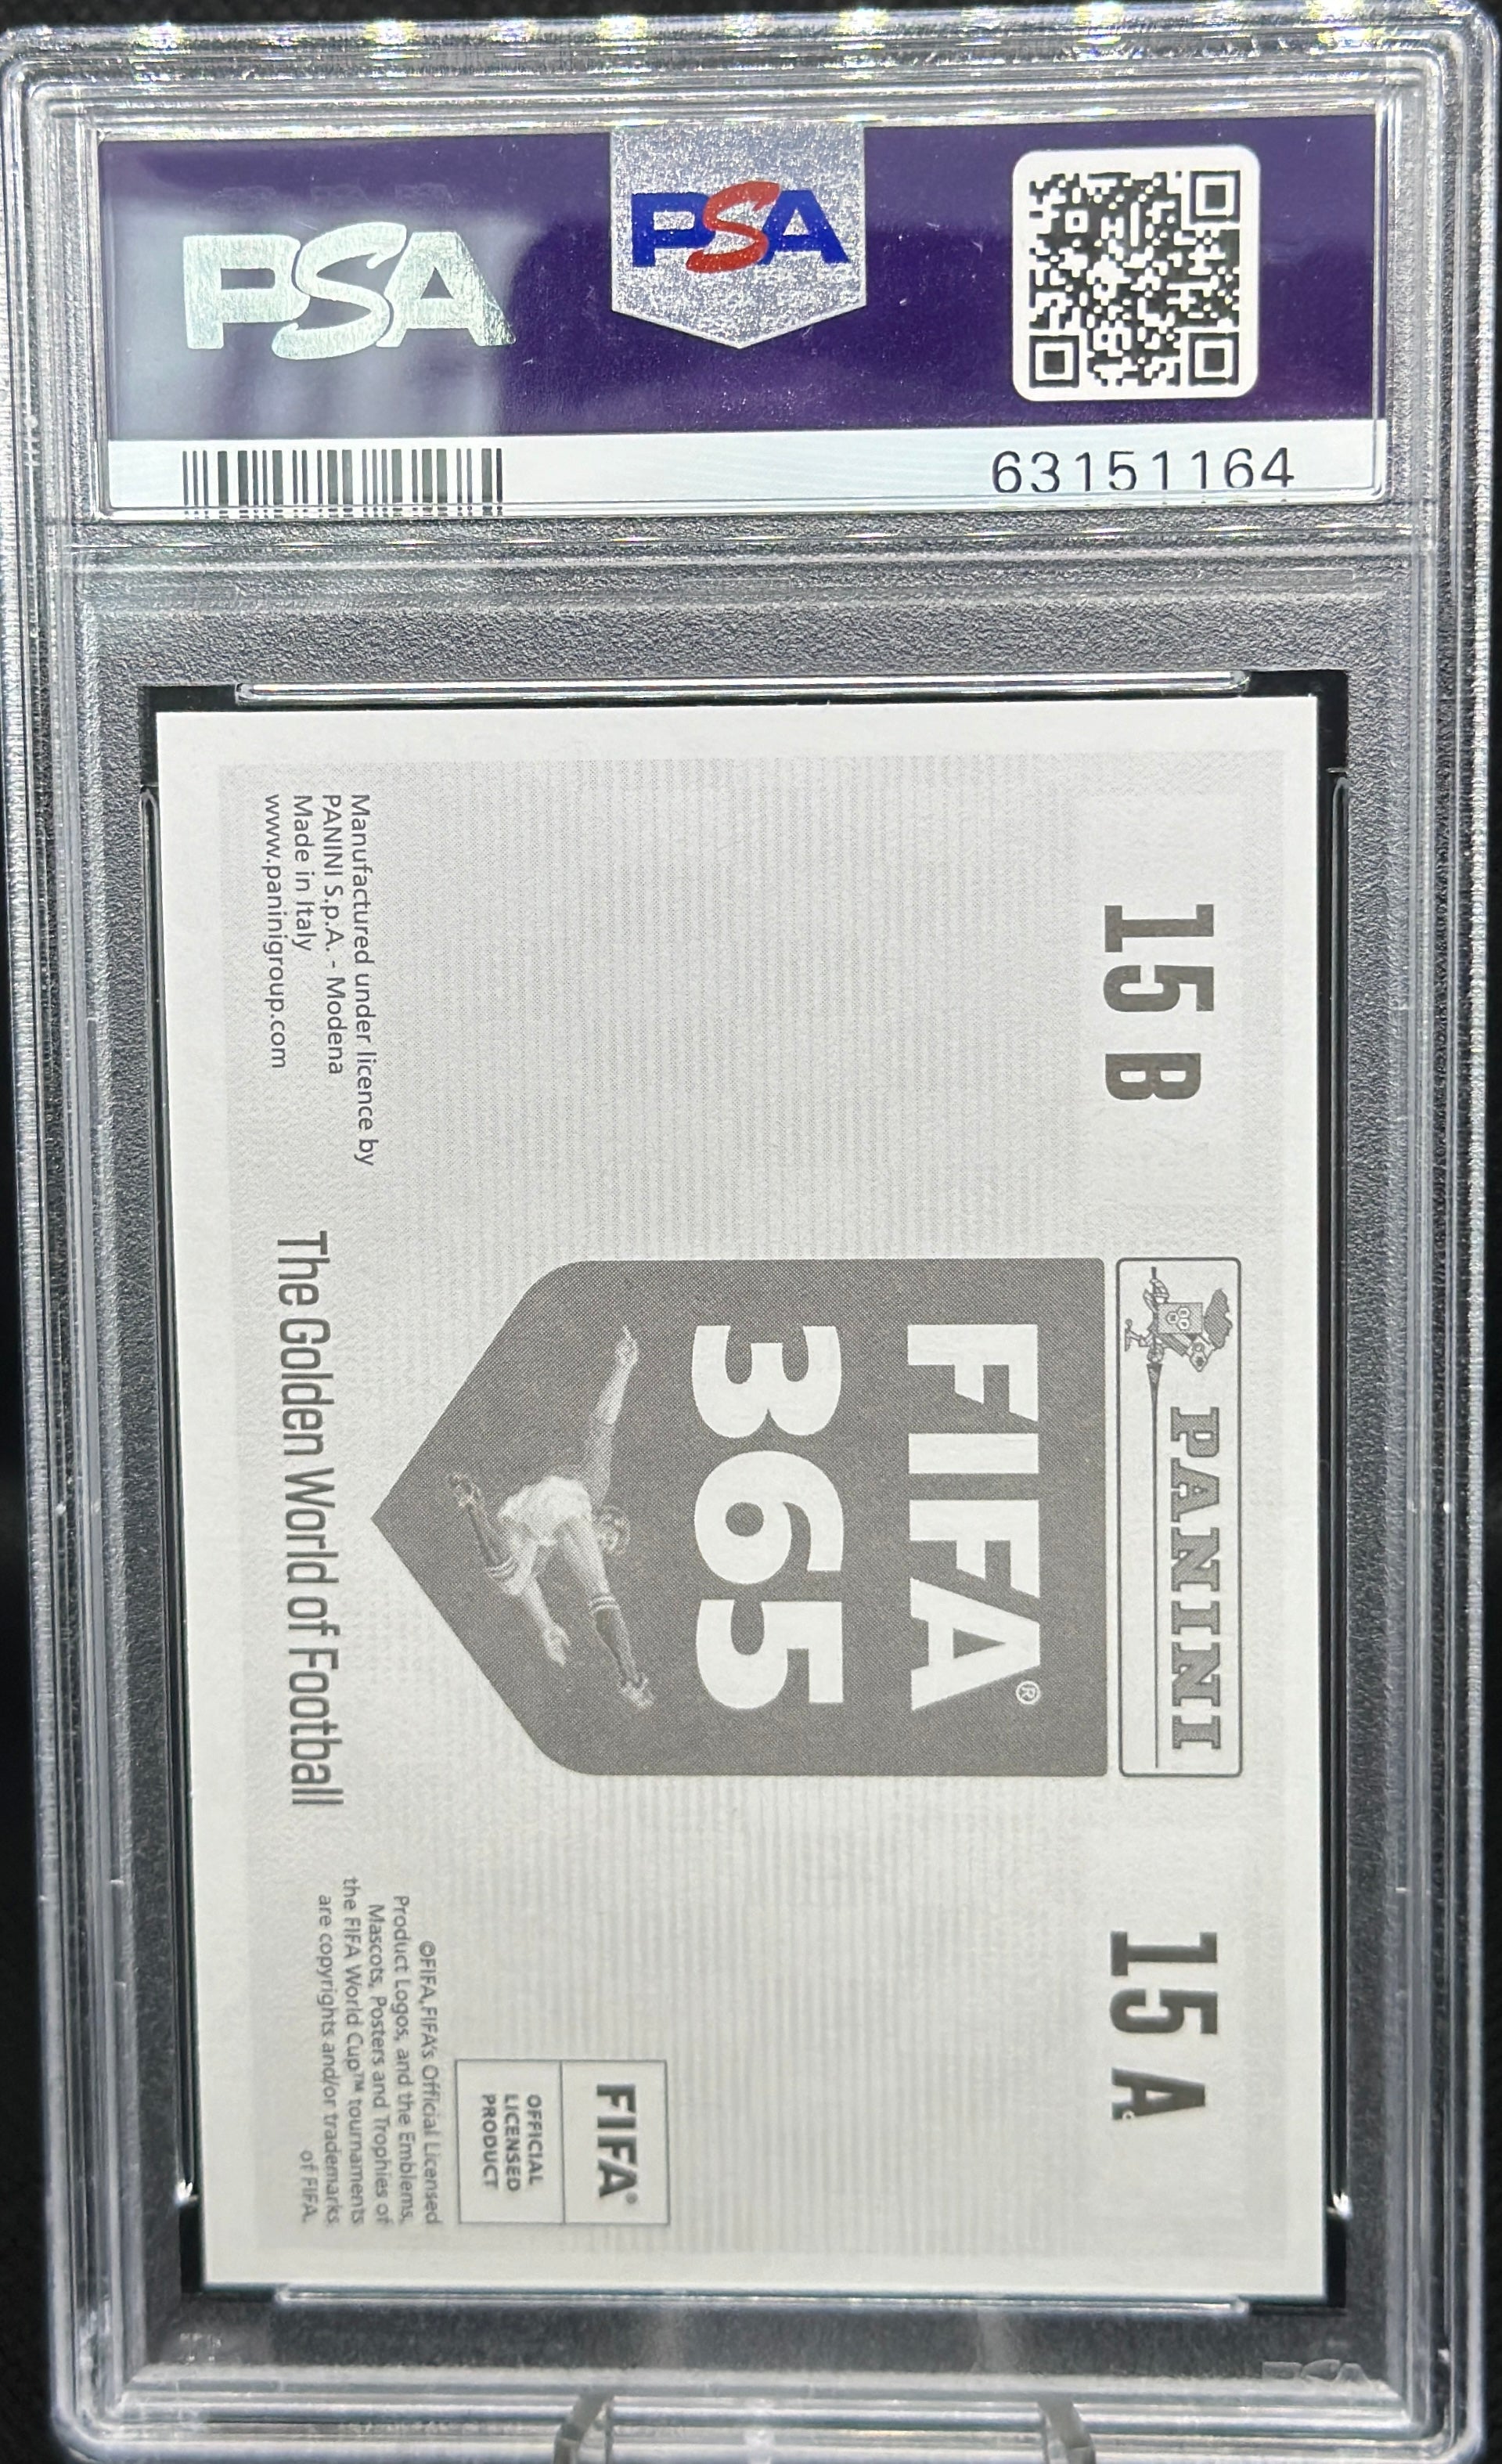 PSA
PSA
63151164
15 B
PANINI
15 A
FIFA®
365
FIFA®
OFFICIAL
LICENSED
PRODUCT
Manufactured under licence by
PANINI S.p.A. - Modena
Made in Italy
www.paninigroup.com
The Golden World of Football
©FIFA,FIFA's Official Licensed
Product Logos, and the Emblems,
Mascots, Posters and Trophies of
the FIFA World Cup™ tournaments
are copyrights and/or trademarks
of FIFA.
PSA